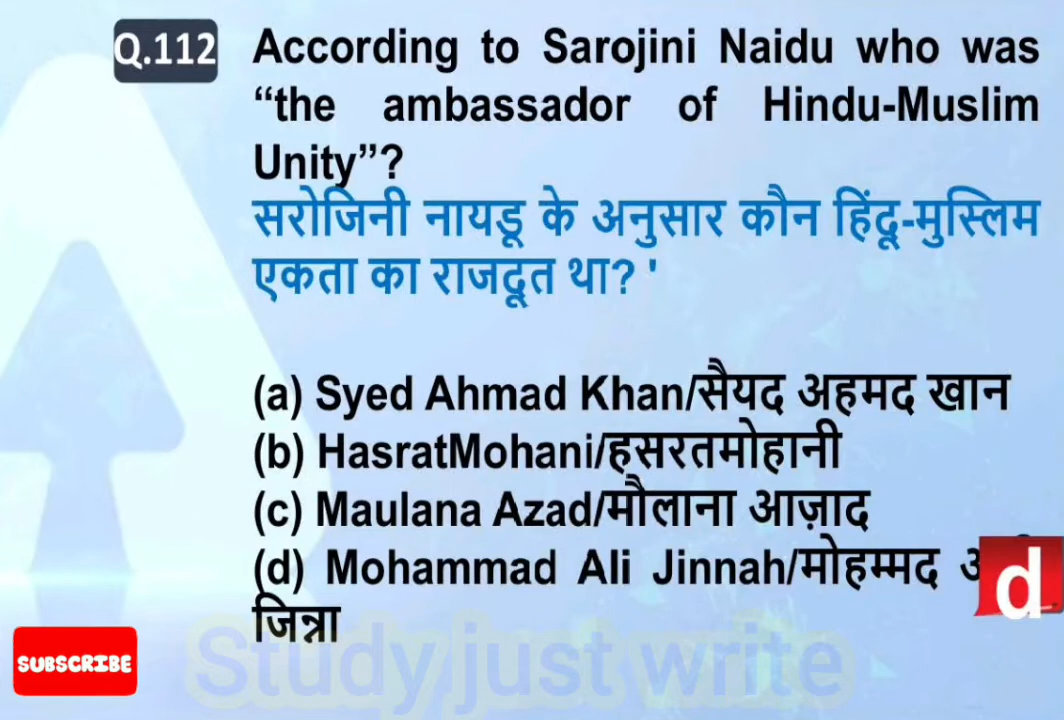 Q.112 According to Sarojini Naidu who was
“the ambassador of Hindu-Muslim
Unity”?
सरोजिनी नायडू के अनुसार कौन हिंदू-मुस्लिम
एकता का राजदूत था? '
(a) Syed Ahmad Khan/सैयद अहमद खान
(b) HasratMohani/हसरतमोहानी
(c) Maulana Azad/मौलाना आज़ाद
(d) Mohammad Ali Jinnah/मोहम्मद
d
जिन्ना
SUBSCRIBE
Study just write